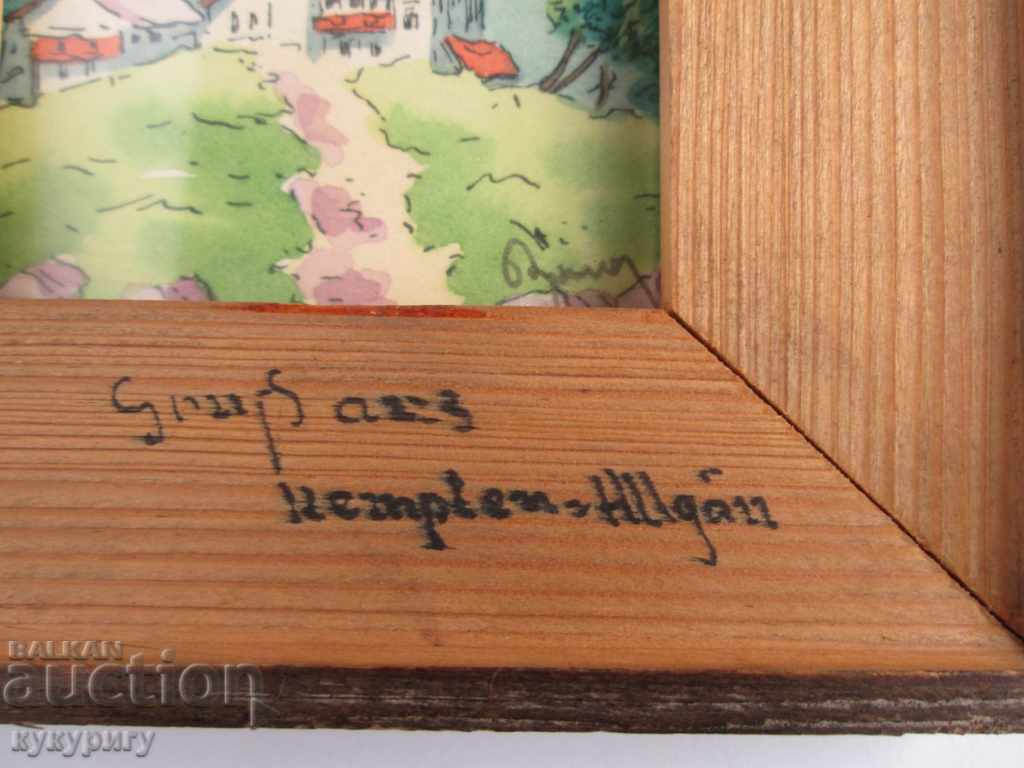 Gruß aus
Kempten-Allgäu
BALKAN
auction
кукуригу